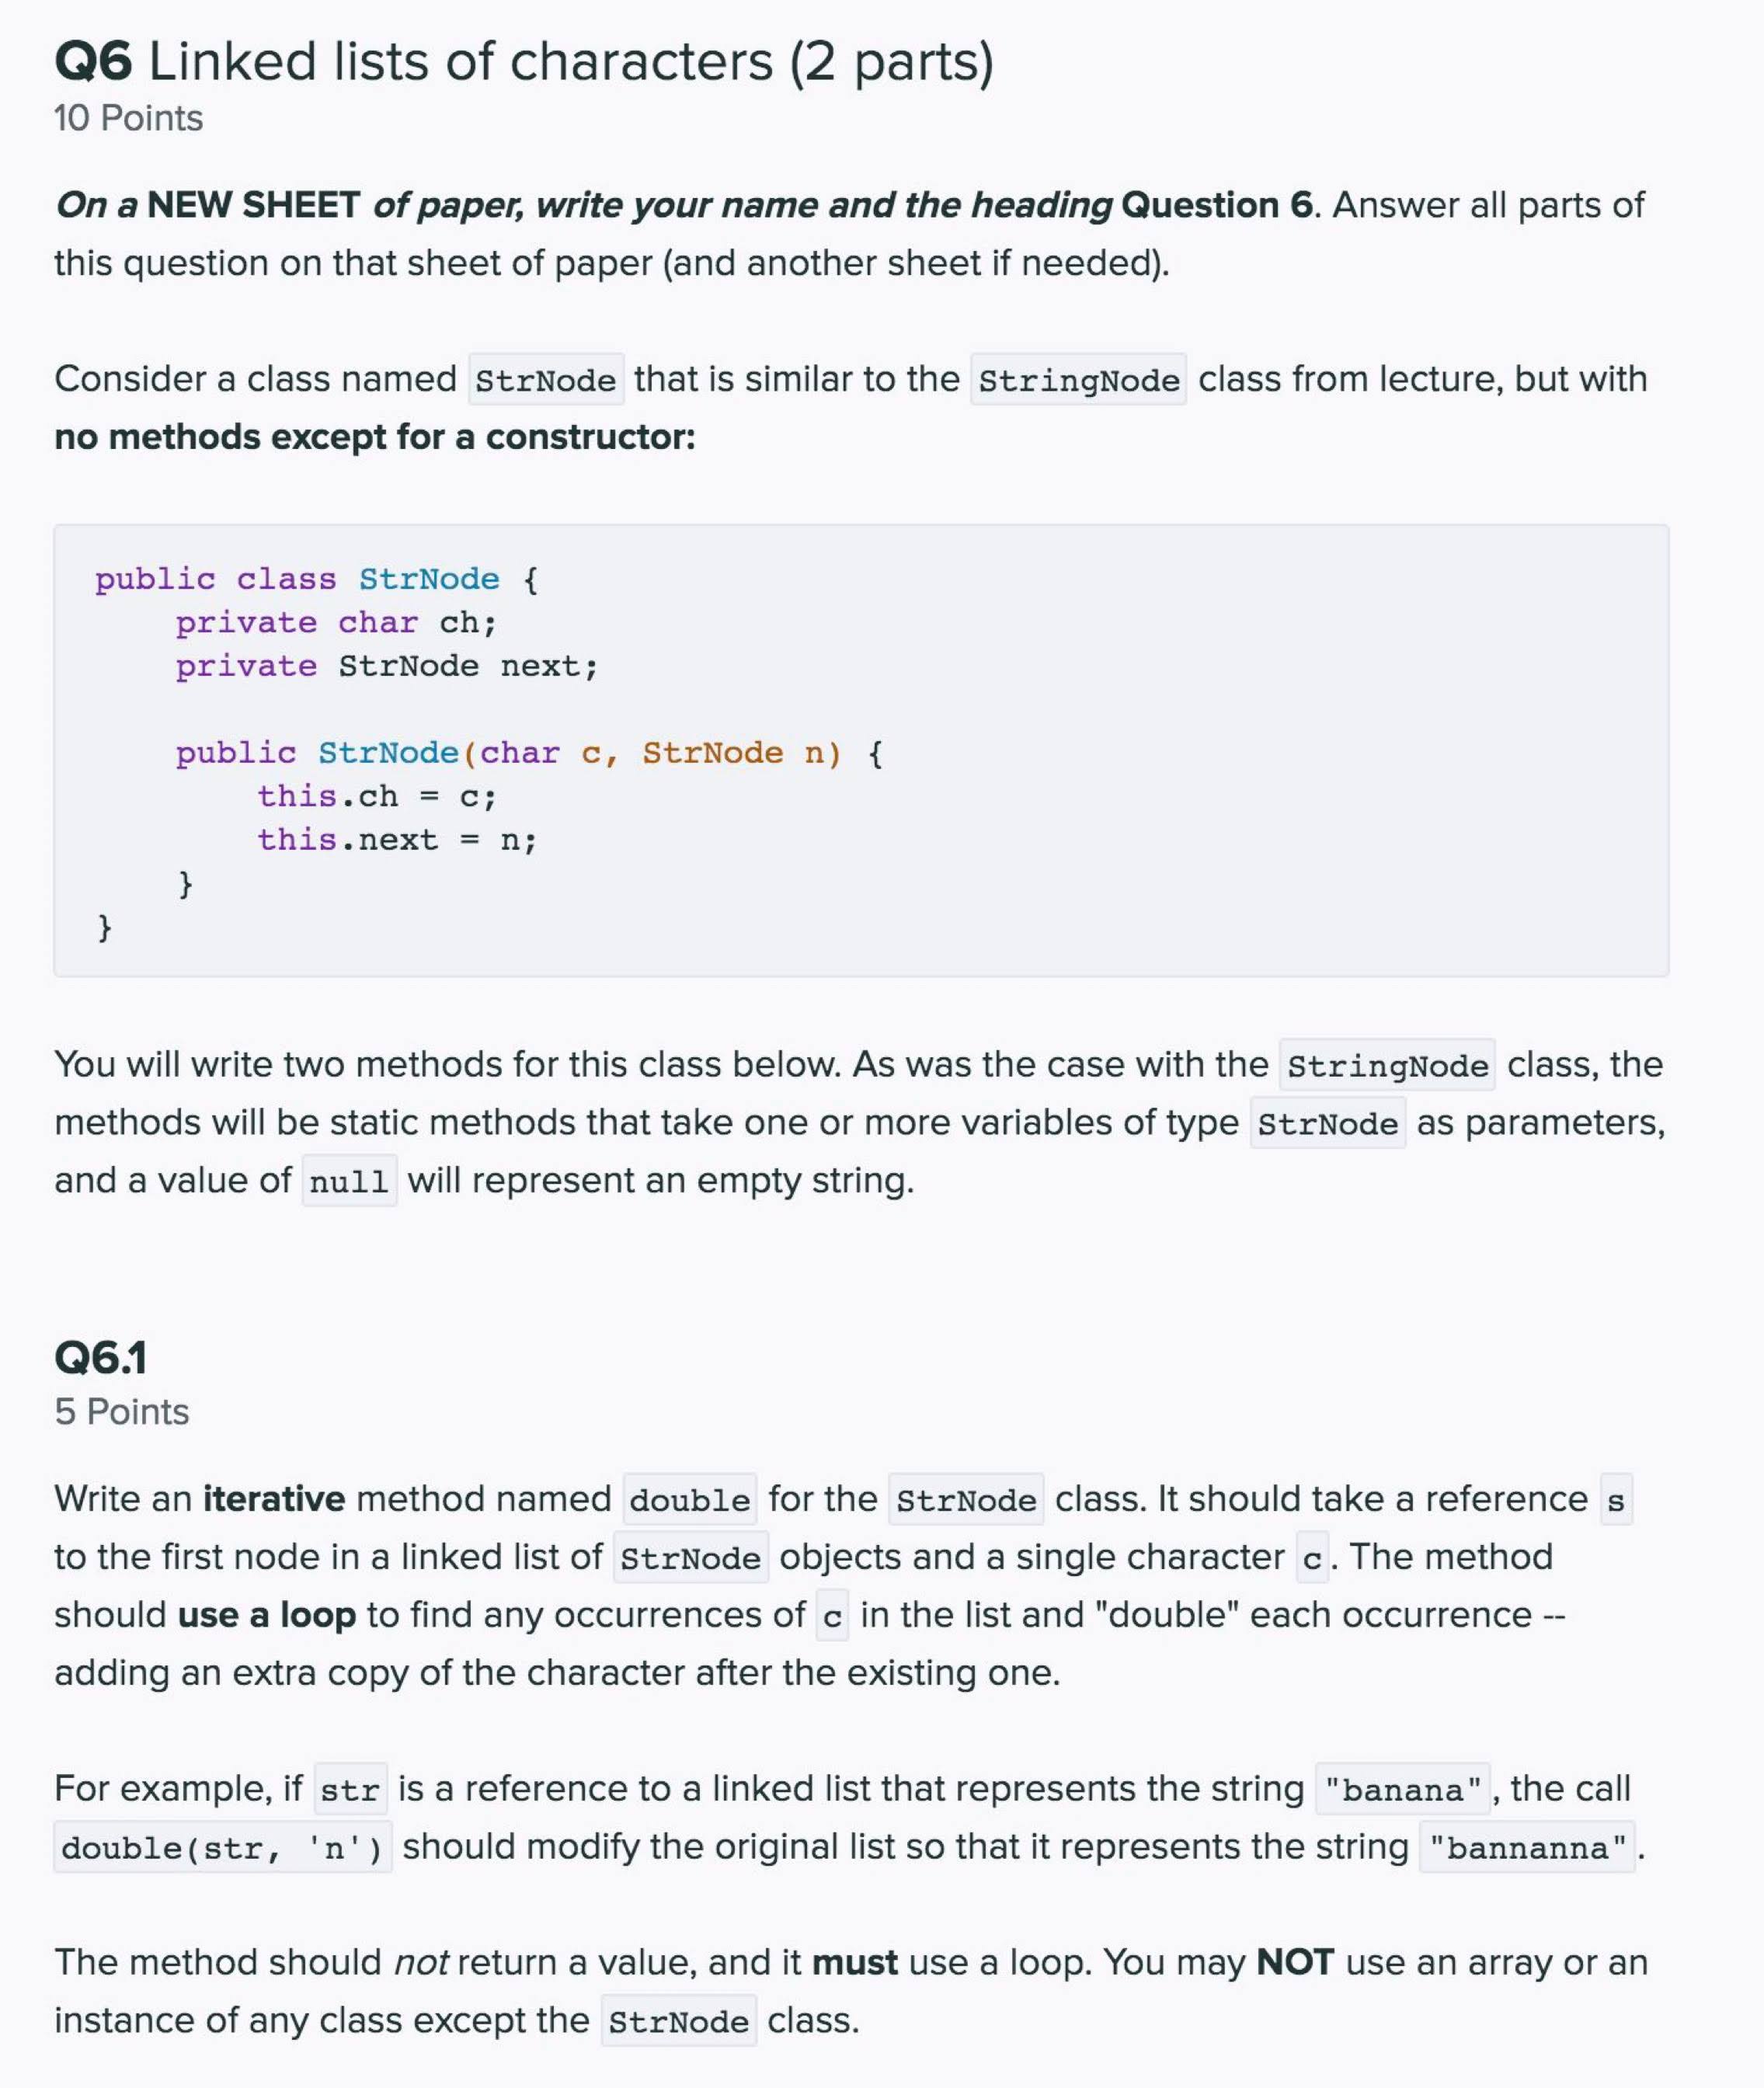 Q6 Linked lists of characters (2 parts)
10 Points
On a NEW SHEET of paper, write your name and the heading Question 6. Answer all parts of
this question on that sheet of paper (and another sheet if needed).
Consider a class named StrNode that is similar to the StringNode class from lecture, but with
no methods except for a constructor:
public class StrNode {
    private char ch;
    private StrNode next;
    public StrNode(char c, StrNode n) {
        this.ch = c;
        this.next = n;
    }
}
You will write two methods for this class below. As was the case with the StringNode class, the
methods will be static methods that take one or more variables of type StrNode as parameters,
and a value of null will represent an empty string.
Q6.1
5 Points
Write an iterative method named double for the StrNode class. It should take a reference s
to the first node in a linked list of StrNode objects and a single character c. The method
should use a loop to find any occurrences of c in the list and "double" each occurrence --
adding an extra copy of the character after the existing one.
For example, if str is a reference to a linked list that represents the string "banana", the call
double(str, 'n') should modify the original list so that it represents the string "bannanna".
The method should not return a value, and it must use a loop. You may NOT use an array or an
instance of any class except the StrNode class.